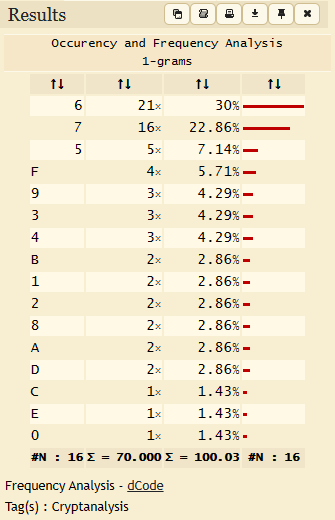 Results
Occurency and Frequency Analysis
1-grams
↑↓ ↑↓ ↑↓ ↑↓
6 21× 30%
7 16× 22.86%
5 5× 7.14%
F 4× 5.71%
9 3× 4.29%
3 3× 4.29%
4 3× 4.29%
B 2× 2.86%
1 2× 2.86%
2 2× 2.86%
8 2× 2.86%
A 2× 2.86%
D 2× 2.86%
C 1× 1.43%
E 1× 1.43%
0 1× 1.43%
#N : 16 Σ = 70.000 Σ = 100.03 #N : 16
Frequency Analysis - dCode
Tag(s) : Cryptanalysis